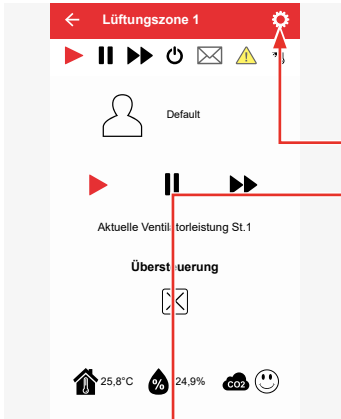 Lüftungszone 1
Default
Aktuelle Ventilatorleistung St.1
Übersteuerung
25,8°C % 24,9% CO2